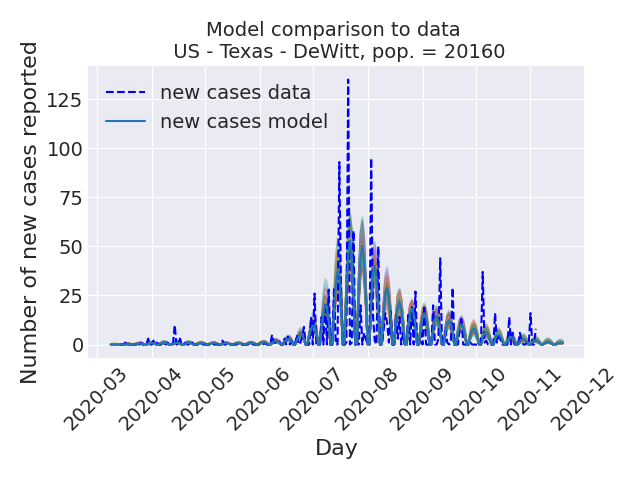 Model comparison to data
US - Texas - DeWitt, pop. = 20160
Number of new cases reported
new cases data
new cases model
125
100
75
50
25
0
2020-03
2020-04
2020-05
2020-06
2020-07
2020-08
2020-09
2020-10
2020-11
2020-12
Day